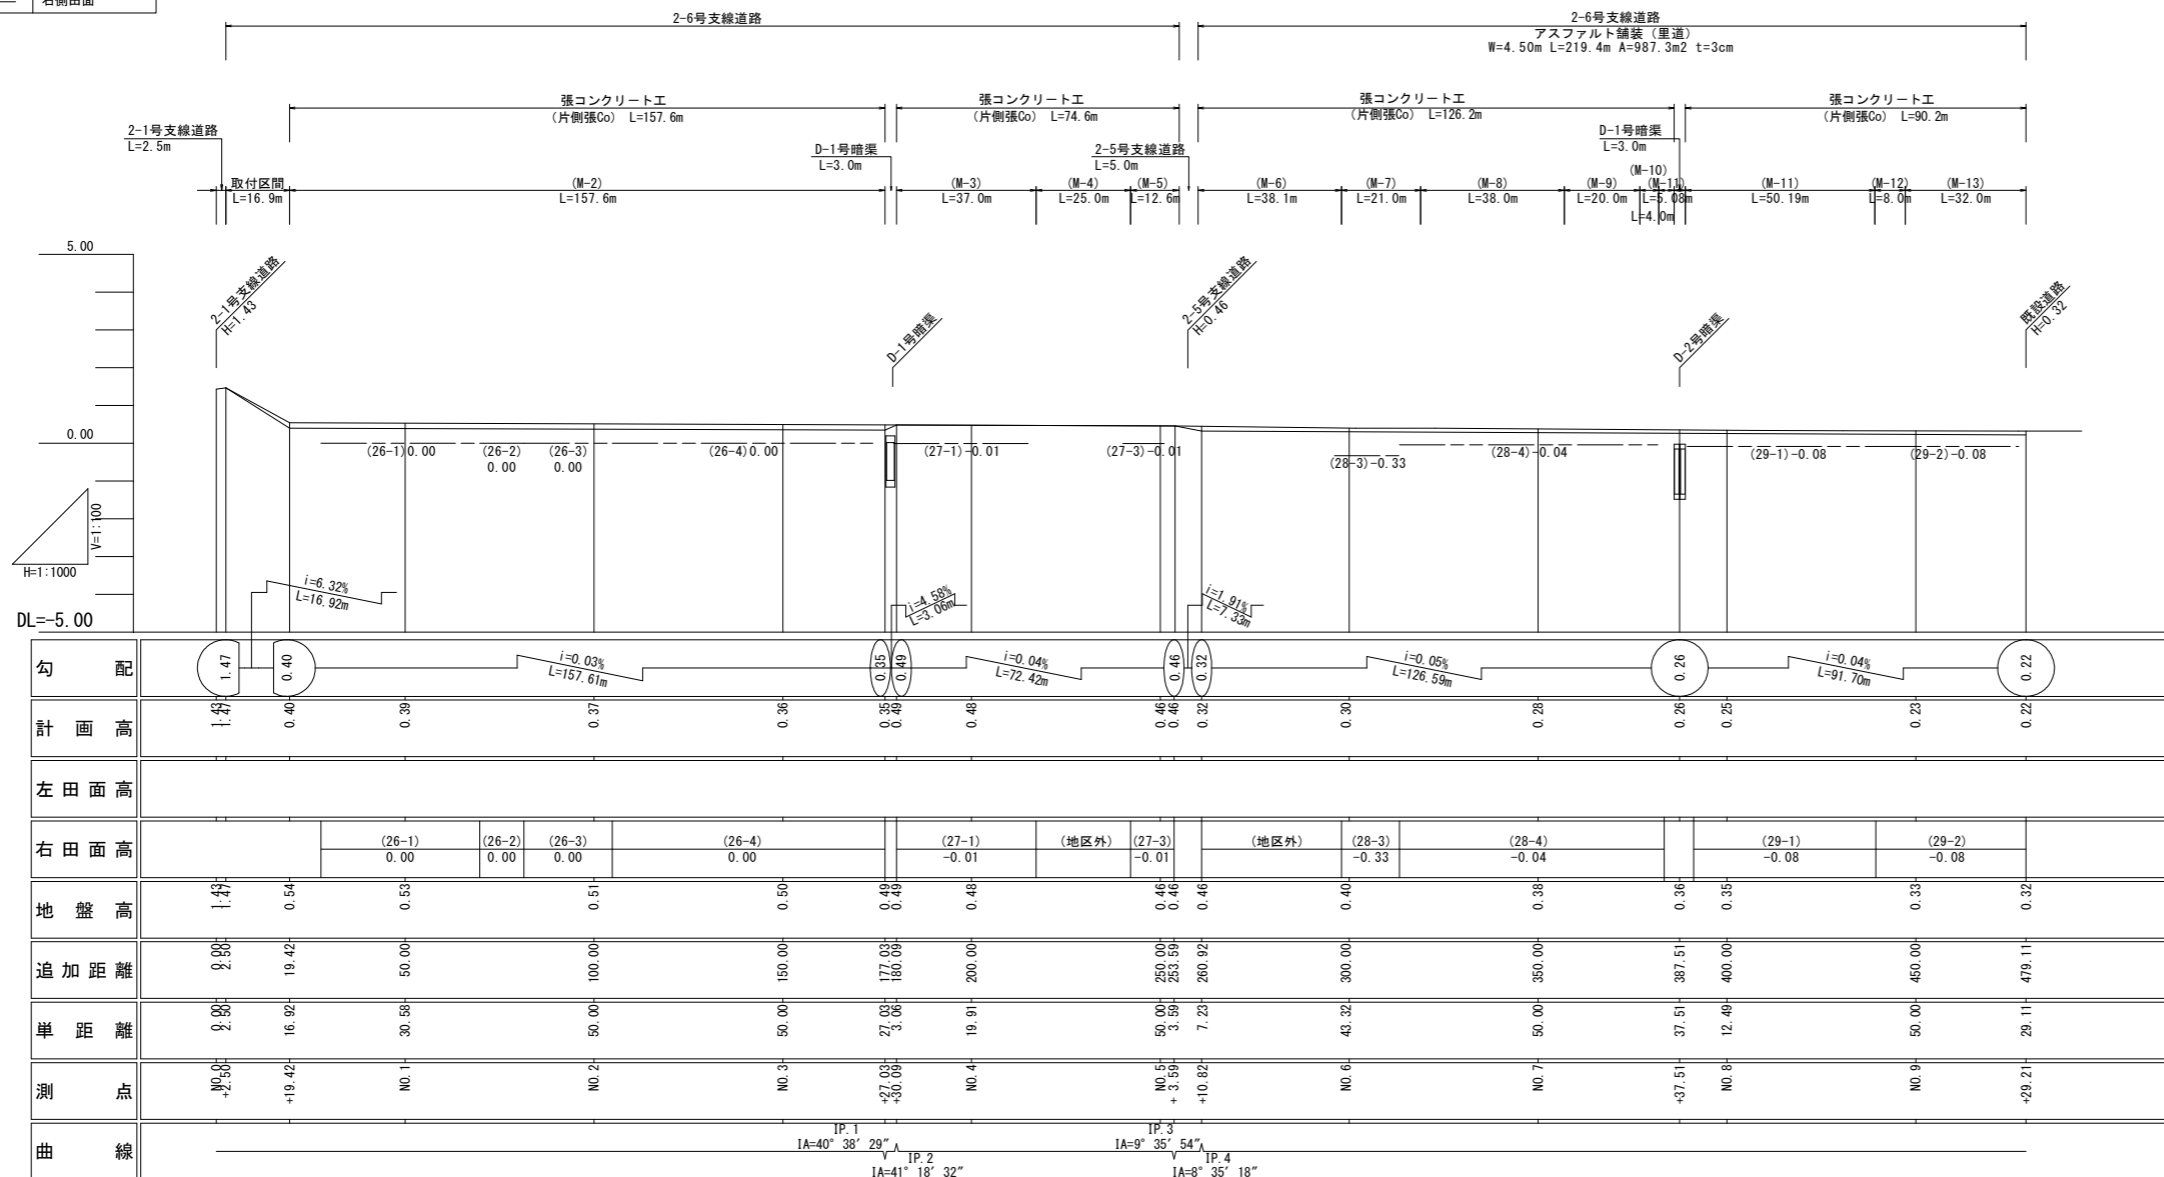 右側田面
2-6号支線道路
2-6号支線道路
アスファルト舗装（里道）
W=4.50m L=219.4m A=987.3m2 t=3cm
張コンクリート工
（片側張Co） L=157.6m
張コンクリート工
（片側張Co） L=74.6m
張コンクリート工
（片側張Co） L=126.2m
張コンクリート工
（片側張Co） L=90.2m
2-1号支線道路
L=2.5m
D-1号暗渠
L=3.0m
2-5号支線道路
L=5.0m
D-1号暗渠
L=3.0m
取付区間
L=16.9m
(M-2)
L=157.6m
(M-3)
L=37.0m
(M-4)
L=25.0m
(M-5)
L=12.6m
(M-6)
L=38.1m
(M-7)
L=21.0m
(M-8)
L=38.0m
(M-9)
L=20.0m
(M-10)
L=4.0m
(M-11)
L=5.08m
(M-11)
L=50.19m
(M-12)
L=8.0m
(M-13)
L=32.0m
5.00
0.00
DL=-5.00
V=1:100
H=1:1000
2-1号支線道路
H=1.43
D-1号暗渠
2-5号支線道路
H=0.46
D-2号暗渠
既設道路
H=0.32
(26-1)0.00
(26-2)
0.00
(26-3)
0.00
(26-4)0.00
(27-1)-0.01
(27-3)-0.01
(28-3)-0.33
(28-4)-0.04
(29-1)-0.08
(29-2)-0.08
i=6.32%
L=16.92m
i=4.58%
L=3.06m
i=1.91%
L=7.33m
勾配
1.47
0.40
i=0.03%
L=157.61m
0.35
0.49
i=0.04%
L=72.42m
0.46
0.32
i=0.05%
L=126.59m
0.26
i=0.04%
L=91.70m
0.22
計画高
1.43 1.47 0.40 0.39 0.37 0.36 0.35 0.49 0.48 0.46 0.46 0.32 0.30 0.28 0.26 0.25 0.23 0.22
左田面高
右田面高
(26-1) (26-2) (26-3) (26-4) (27-1) (地区外) (27-3) (地区外) (28-3) (28-4) (29-1) (29-2)
0.00 0.00 0.00 0.00 -0.01 -0.01 -0.33 -0.04 -0.08 -0.08
地盤高
1.43 1.47 0.54 0.53 0.51 0.50 0.49 0.49 0.48 0.46 0.46 0.46 0.40 0.38 0.36 0.35 0.33 0.32
追加距離
0.00 2.50 19.42 50.00 100.00 150.00 177.03 180.09 200.00 250.00 253.59 260.92 300.00 350.00 387.51 400.00 450.00 479.11
単距離
0.00 2.50 16.92 30.58 50.00 50.00 27.03 3.06 19.91 50.00 3.59 7.23 43.32 50.00 37.51 12.49 50.00 29.11
測点
NO.0 +2.50 +19.42 NO.1 NO.2 NO.3 +27.03 +30.09 NO.4 NO.5 + 3.59 +10.82 NO.6 NO.7 +37.51 NO.8 NO.9 +29.21
曲線
IP.1
IA=40° 38′ 29″
IP.2
IA=41° 18′ 32″
IP.3
IA=9° 35′ 54″
IP.4
IA=8° 35′ 18″